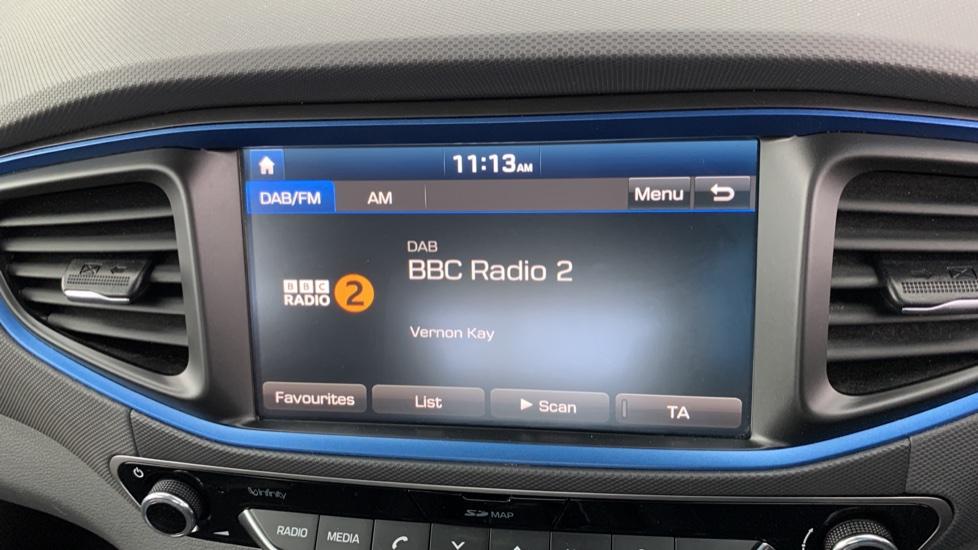 11:13AM
DAB/FM AM Menu
DAB
BBC Radio 2
BBC RADIO 2
Vernon Kay
Favourites List Scan TA
infinity
SD MAP
RADIO MEDIA